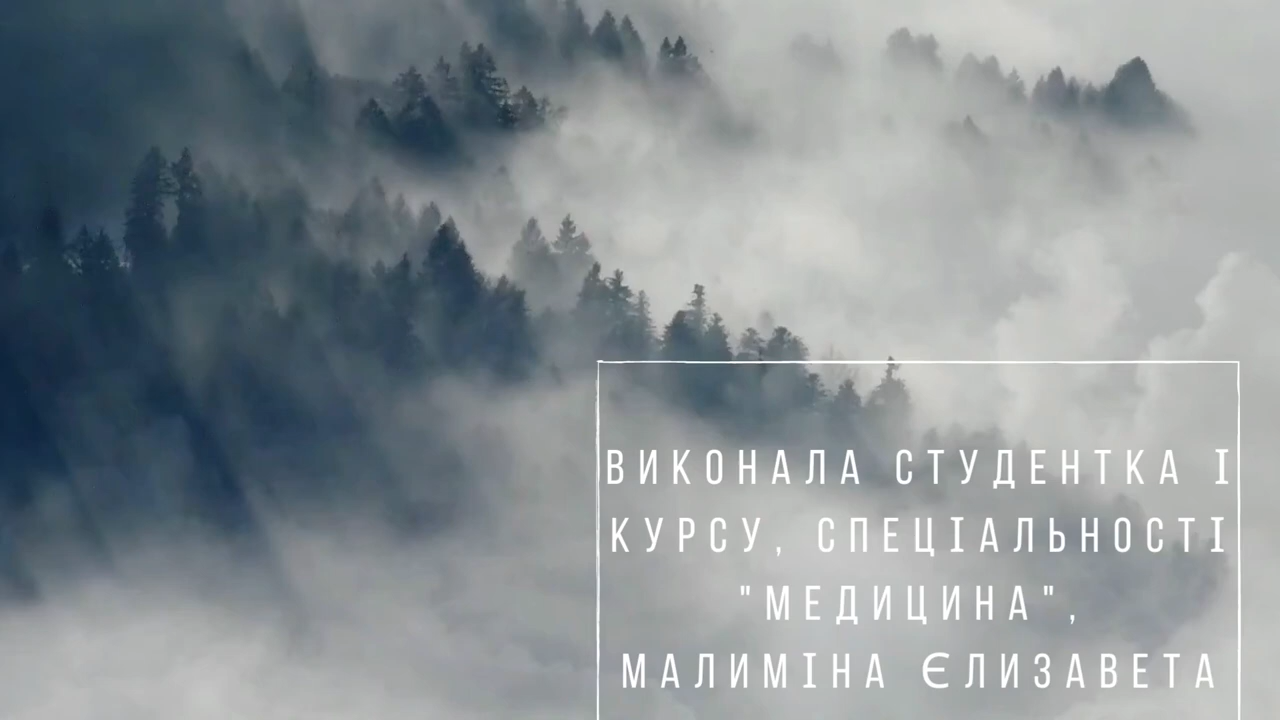 ВИКОНАЛА СТУДЕНТКА І
КУРСУ, СПЕЦІАЛЬНОСТІ
"МЕДИЦИНА",
МАЛИМІНА ЄЛИЗАВЕТА